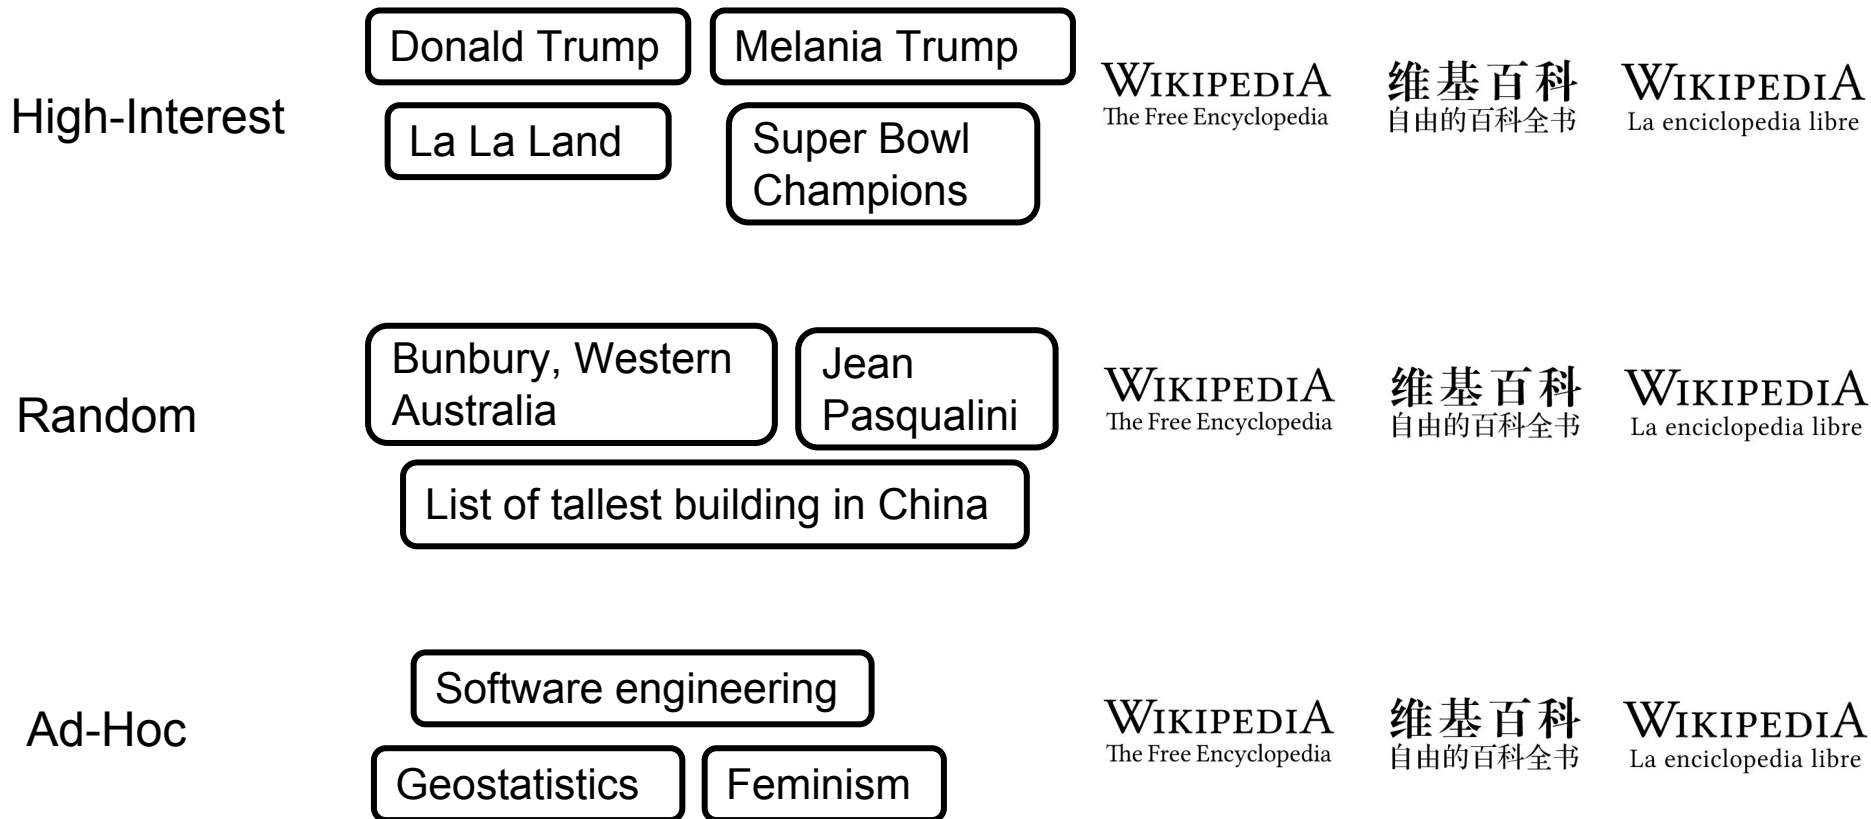 High-Interest
Donald Trump
Melania Trump
La La Land
Super Bowl
Champions
WIKIPEDIA
The Free Encyclopedia
维基百科
自由的百科全书
WIKIPEDIA
La enciclopedia libre
Random
Bunbury, Western
Australia
Jean
Pasqualini
List of tallest building in China
WIKIPEDIA
The Free Encyclopedia
维基百科
自由的百科全书
WIKIPEDIA
La enciclopedia libre
Ad-Hoc
Software engineering
Geostatistics
Feminism
WIKIPEDIA
The Free Encyclopedia
维基百科
自由的百科全书
WIKIPEDIA
La enciclopedia libre